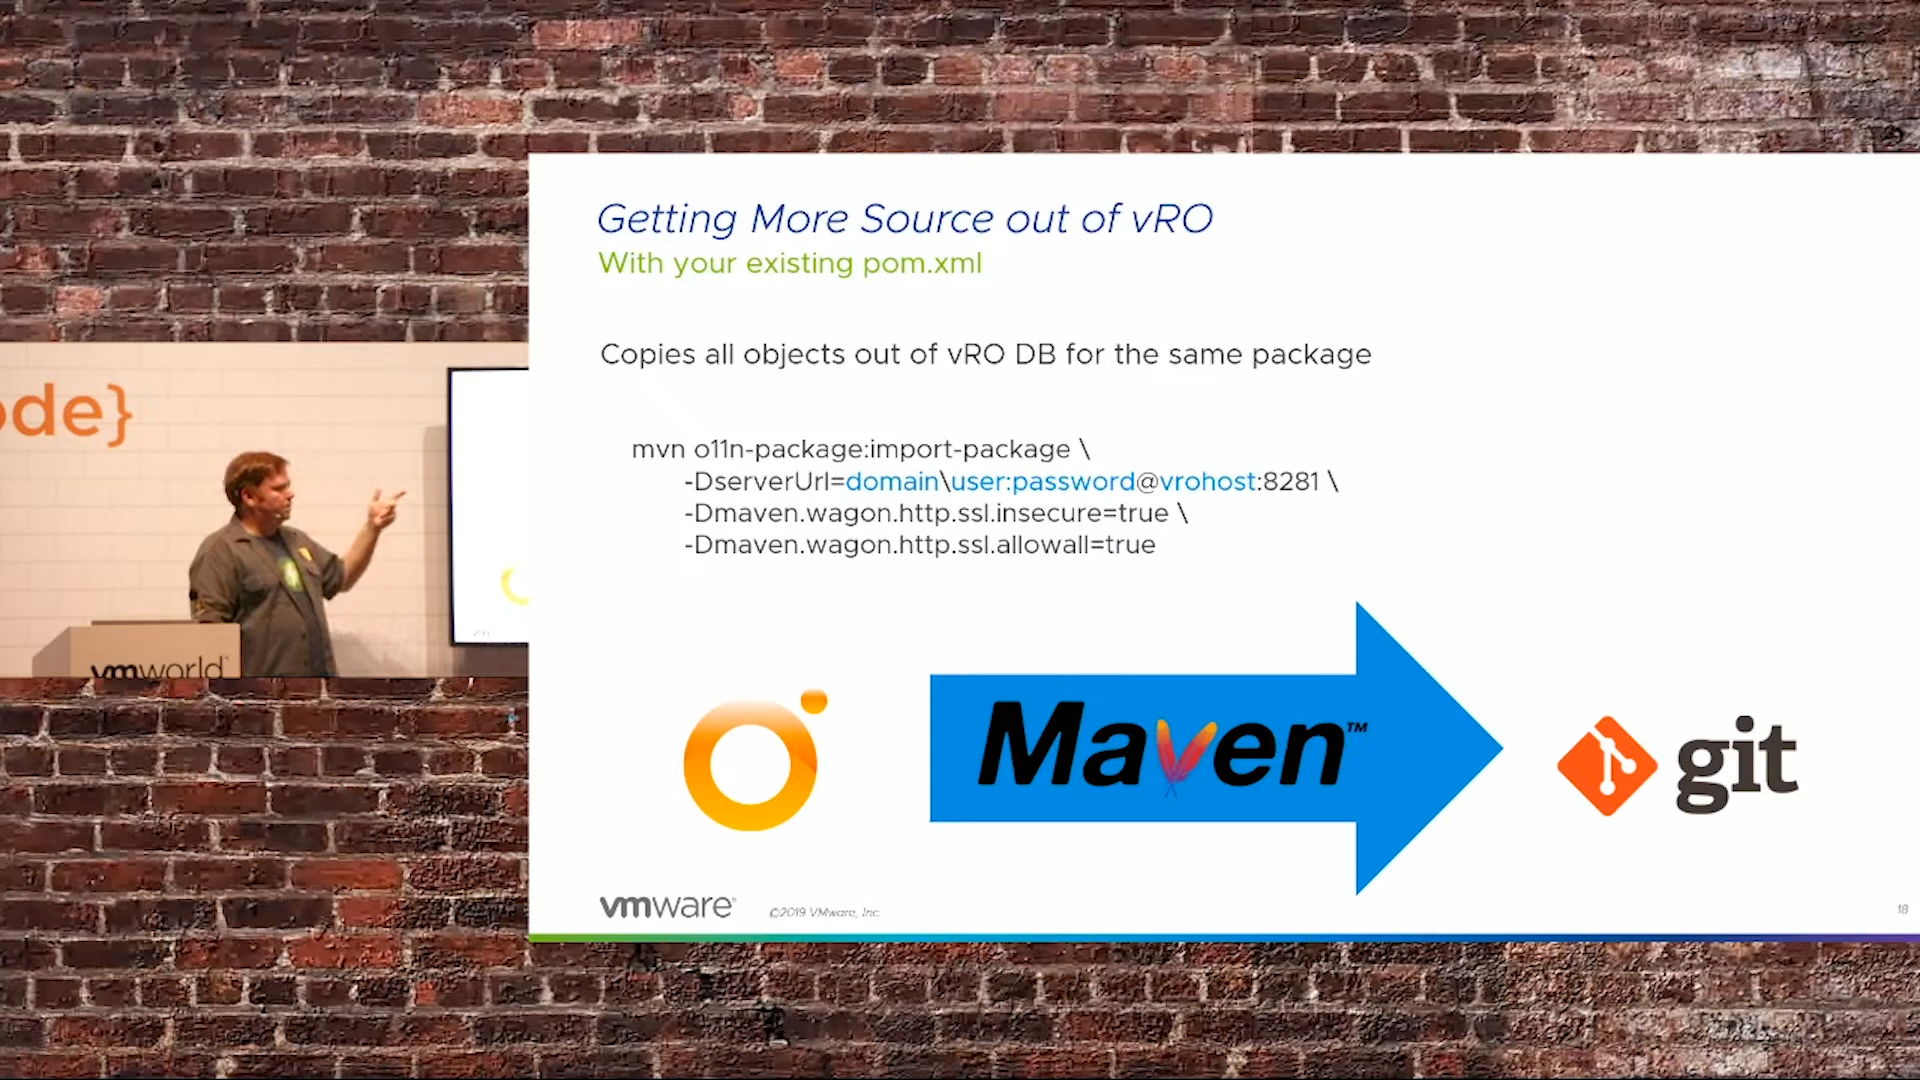 Getting More Source out of vRO
With your existing pom.xml
Copies all objects out of vRO DB for the same package
ode}
mvn o11n-package:import-package \
-DserverUrl=domain\user:password@vrohost:8281 \
-Dmaven.wagon.http.ssl.insecure=true \
-Dmaven.wagon.http.ssl.allowall=true
vmworld
Maven™
git
vmware®
©2019 VMware, Inc.
18